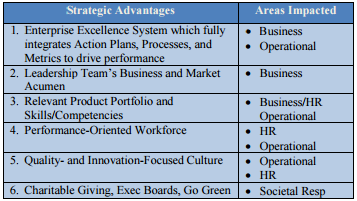 Strategic Advantages Areas Impacted
1. Enterprise Excellence System which fully
integrates Action Plans, Processes, and
Metrics to drive performance
• Business
• Operational
2. Leadership Team's Business and Market
Acumen
• Business
3. Relevant Product Portfolio and
Skills/Competencies
• Business/HR
Operational
4. Performance-Oriented Workforce
• HR
• Operational
5. Quality- and Innovation-Focused Culture
• Operational
• HR
6. Charitable Giving, Exec Boards, Go Green
• Societal Resp